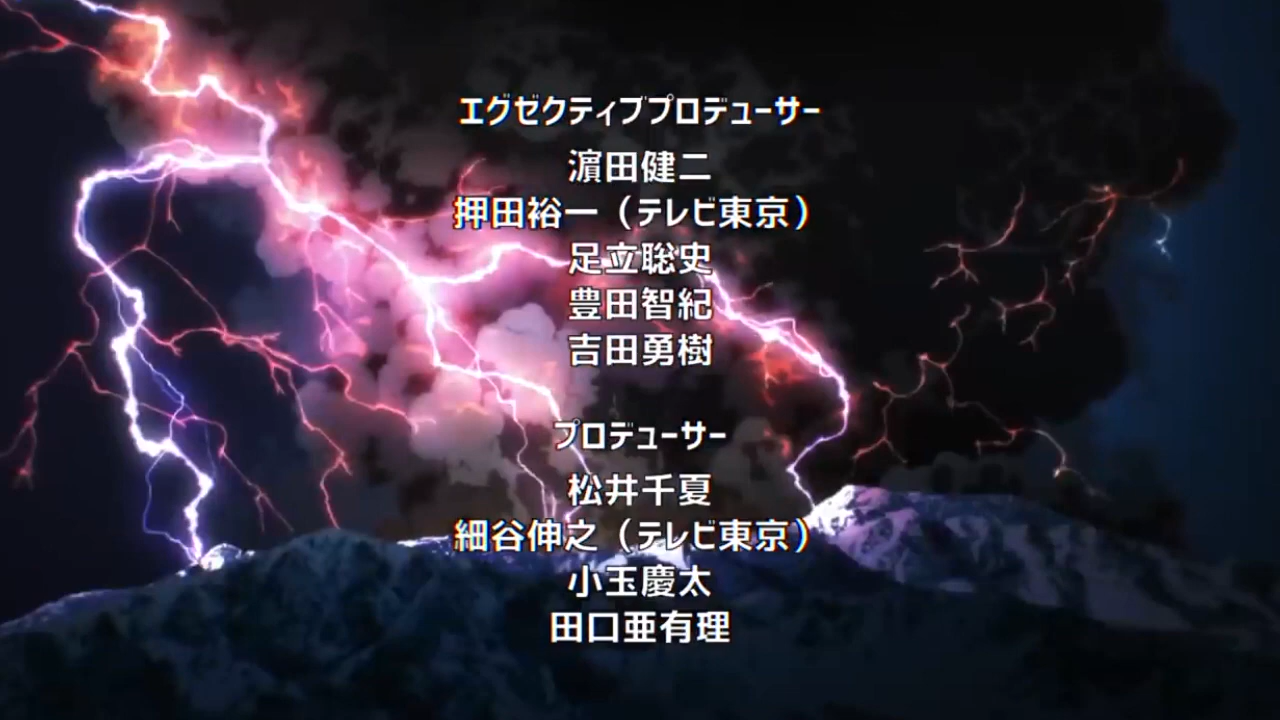 エグゼクティブプロデューサー
濵田健二
押田裕一（テレビ東京）
足立聡史
豊田智紀
吉田勇樹
プロデューサー
松井千夏
細谷伸之（テレビ東京）
小玉慶太
田口亜有理